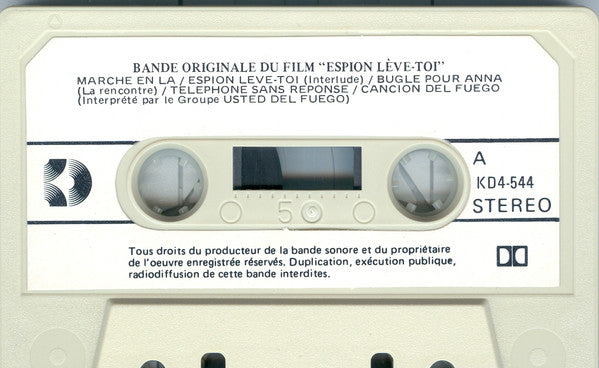 BANDE ORIGINALE DU FILM "ESPION LÈVE-TOI"
MARCHE EN LA / ESPION LEVE-TOI (Interlude) / BUGLE POUR ANNA
(La rencontre) / TELEPHONE SANS REPONSE / CANCION DEL FUEGO
(Interprété par le Groupe USTED DEL FUEGO)
A
KD4-544
STEREO
5
Tous droits du producteur de la bande sonore et du propriétaire
de l'oeuvre enregistrée réservés. Duplication, exécution publique,
radiodiffusion de cette bande interdites.